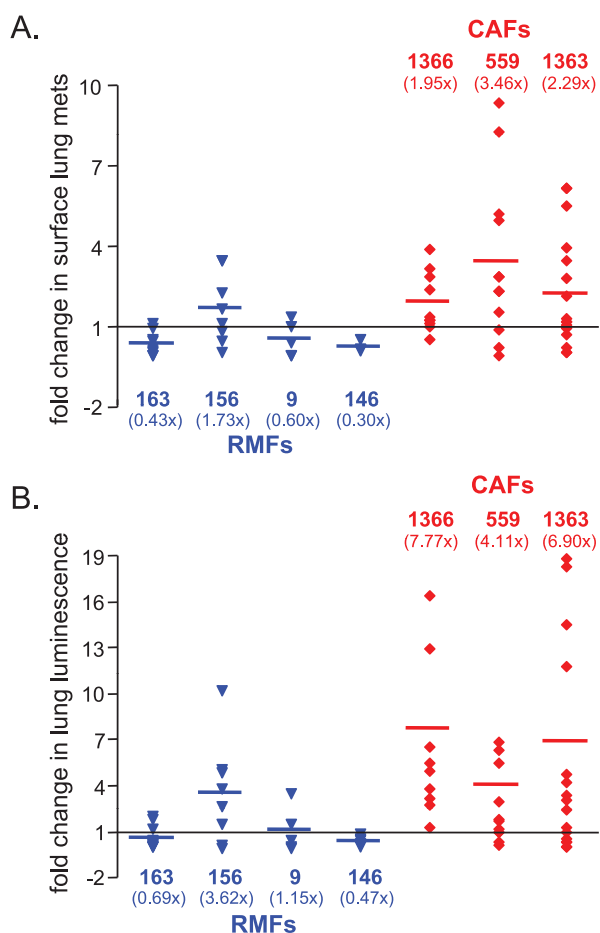 A.
CAFs
1366 559 1363
(1.95x) (3.46x) (2.29x)
fold change in surface lung mets
10
7
4
1
-2
163 156 9 146
(0.43x) (1.73x) (0.60x) (0.30x)
RMFs
B.
CAFs
1366 559 1363
(7.77x) (4.11x) (6.90x)
fold change in lung luminescence
19
16
13
10
7
4
1
-2
163 156 9 146
(0.69x) (3.62x) (1.15x) (0.47x)
RMFs